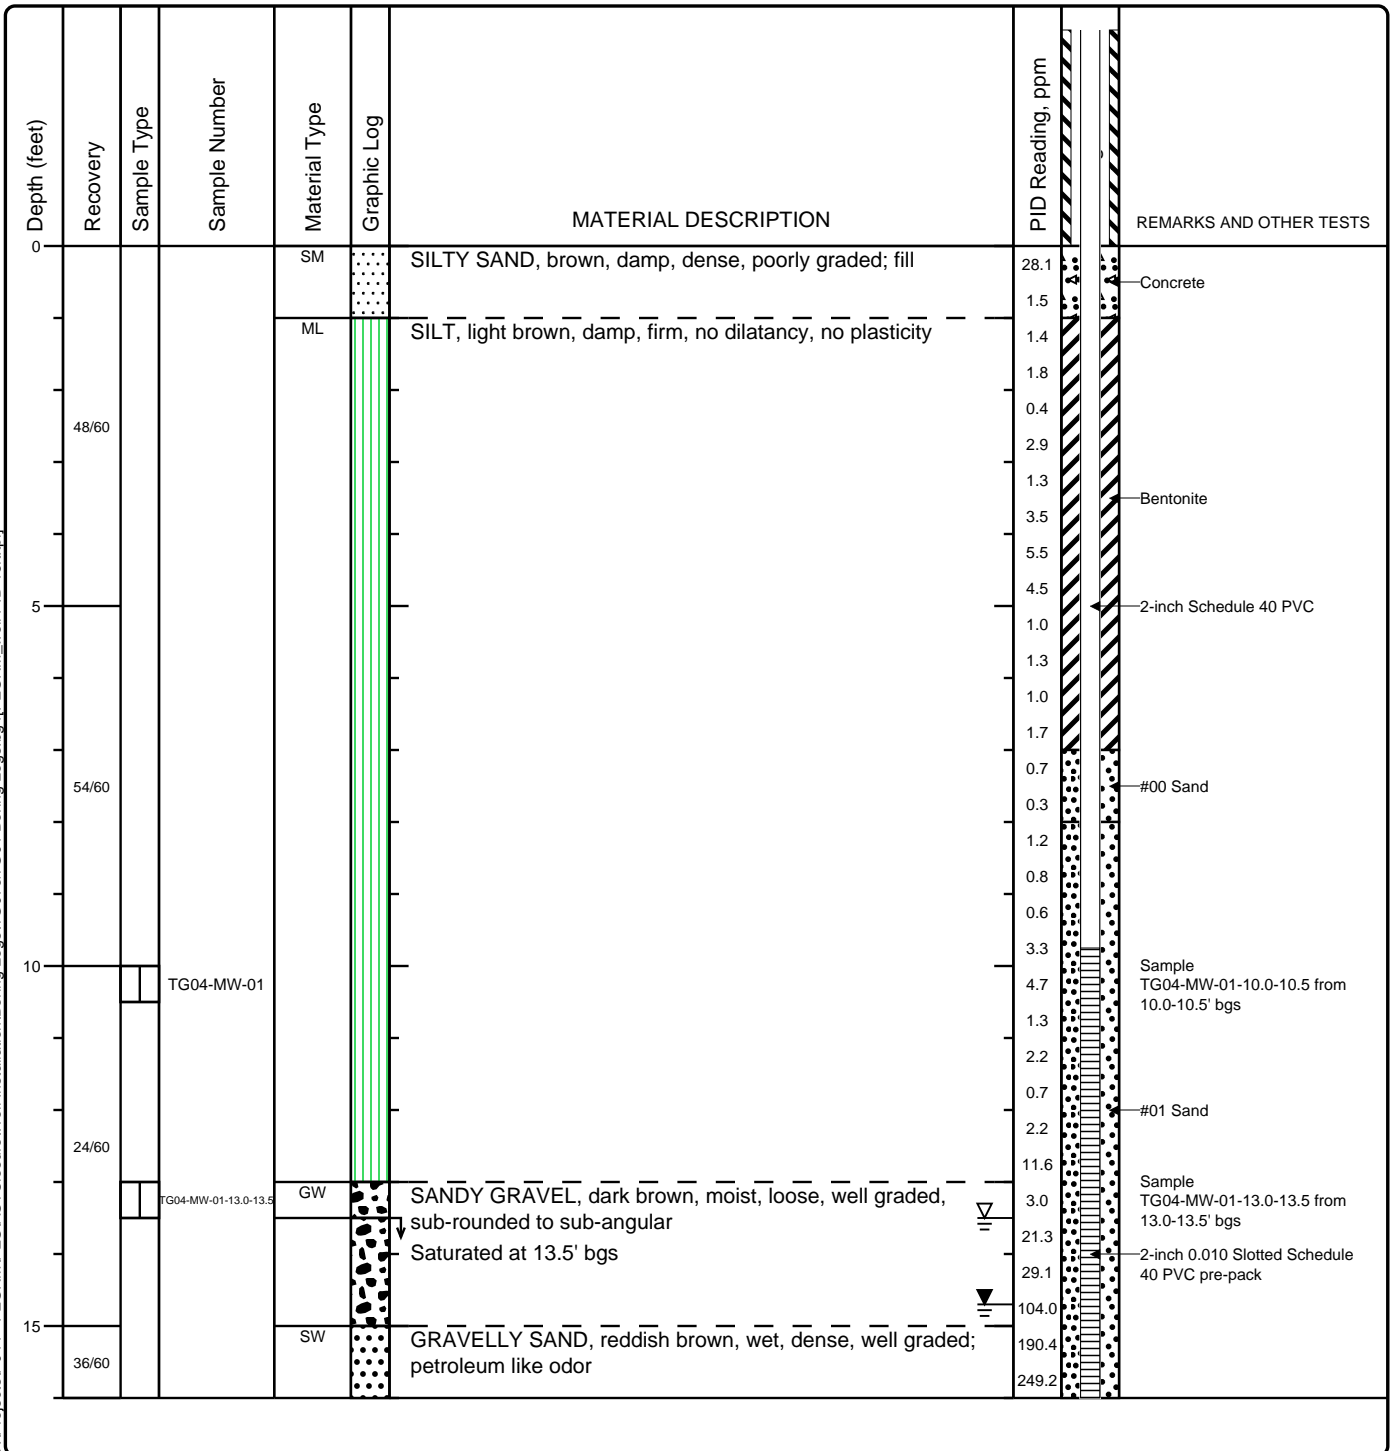 Depth (feet)
Recovery
Sample Type
Sample Number
Material Type
Graphic Log
MATERIAL DESCRIPTION
PID Reading, ppm
REMARKS AND OTHER TESTS
0
SM
SILTY SAND, brown, damp, dense, poorly graded; fill
28.1
Concrete
1.5
ML
SILT, light brown, damp, firm, no dilatancy, no plasticity
1.4
1.8
0.4
48/60
2.9
1.3
Bentonite
3.5
5.5
4.5
5
2-inch Schedule 40 PVC
1.0
1.3
1.0
1.7
0.7
54/60
#00 Sand
0.3
1.2
0.8
0.6
3.3
10
TG04-MW-01
4.7
Sample
TG04-MW-01-10.0-10.5 from
10.0-10.5' bgs
1.3
2.2
0.7
#01 Sand
2.2
24/60
11.6
TG04-MW-01-13.0-13.5
GW
SANDY GRAVEL, dark brown, moist, loose, well graded,
sub-rounded to sub-angular
3.0
Sample
TG04-MW-01-13.0-13.5 from
13.0-13.5' bgs
21.3
Saturated at 13.5' bgs
2-inch 0.010 Slotted Schedule
40 PVC pre-pack
29.1
104.0
15
SW
GRAVELLY SAND, reddish brown, wet, dense, well graded;
petroleum like odor
190.4
36/60
249.2